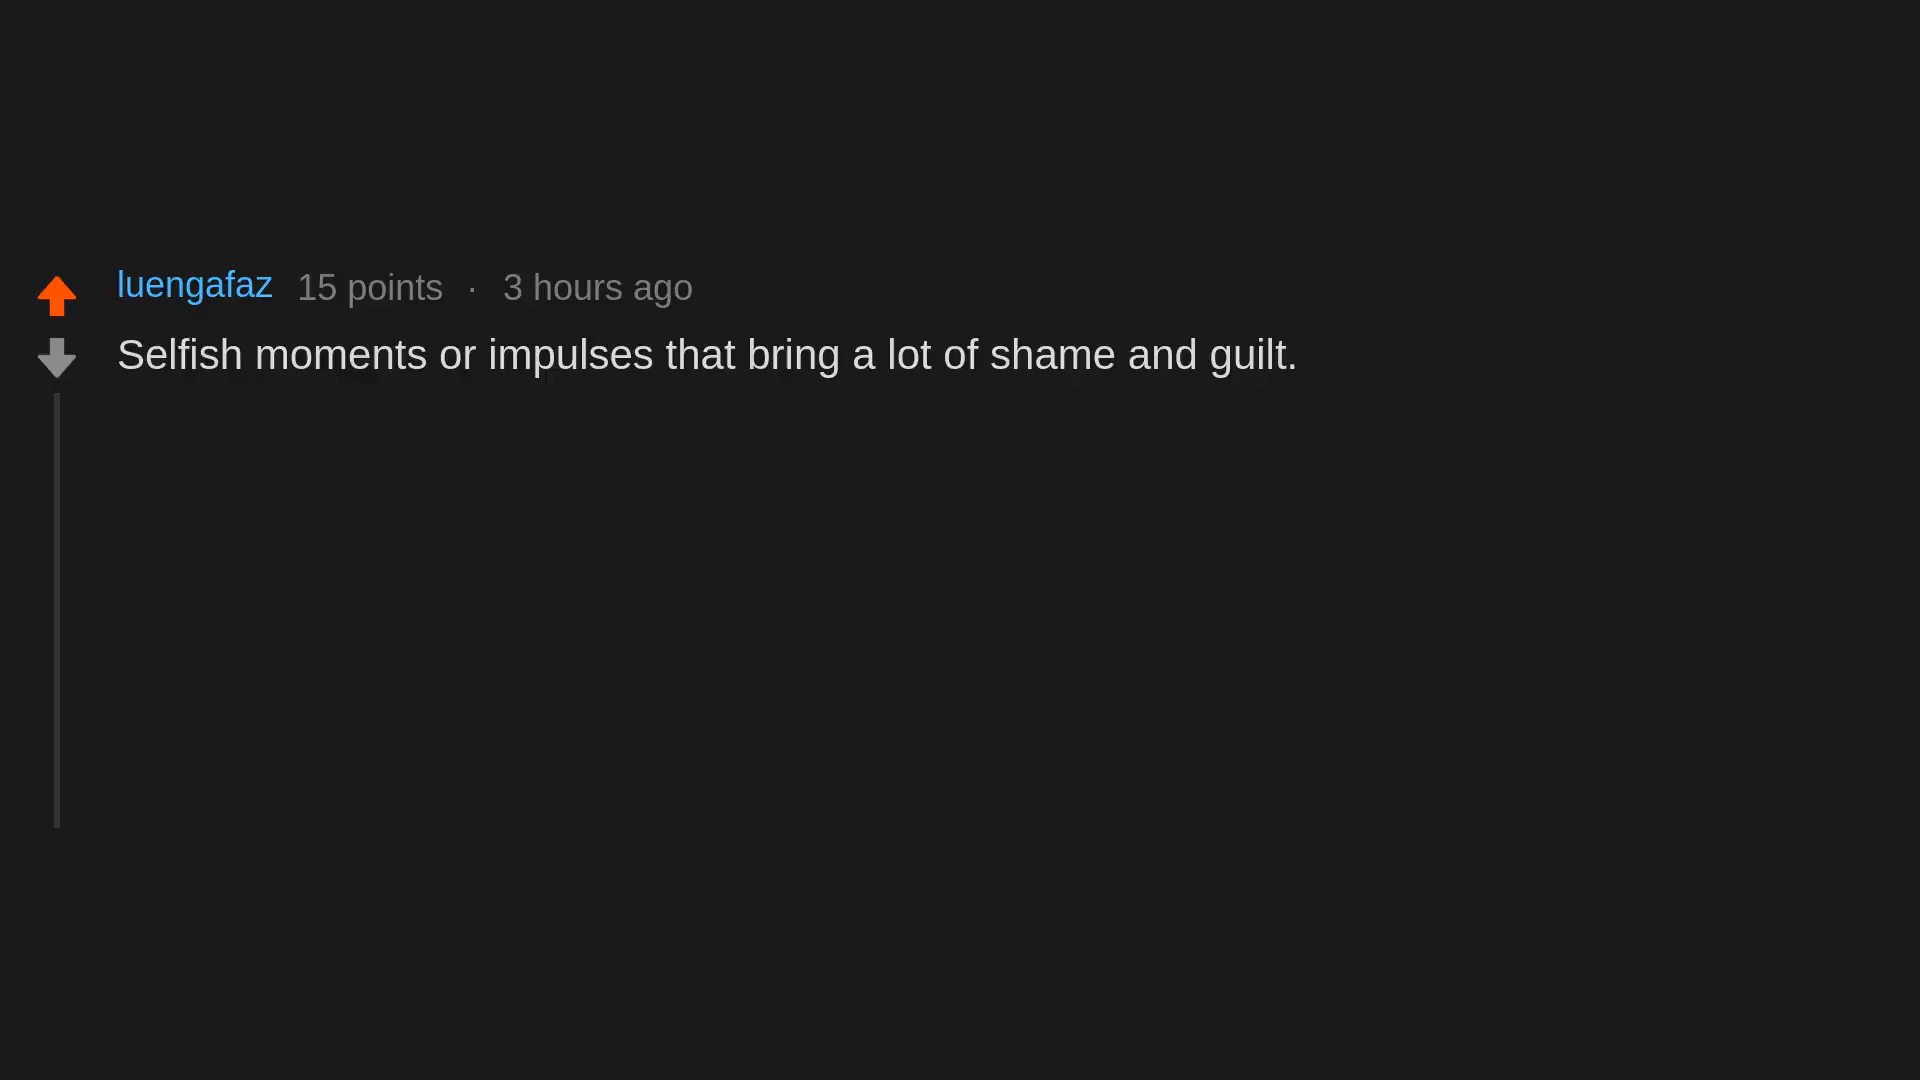 luengafaz 15 points · 3 hours ago
Selfish moments or impulses that bring a lot of shame and guilt.